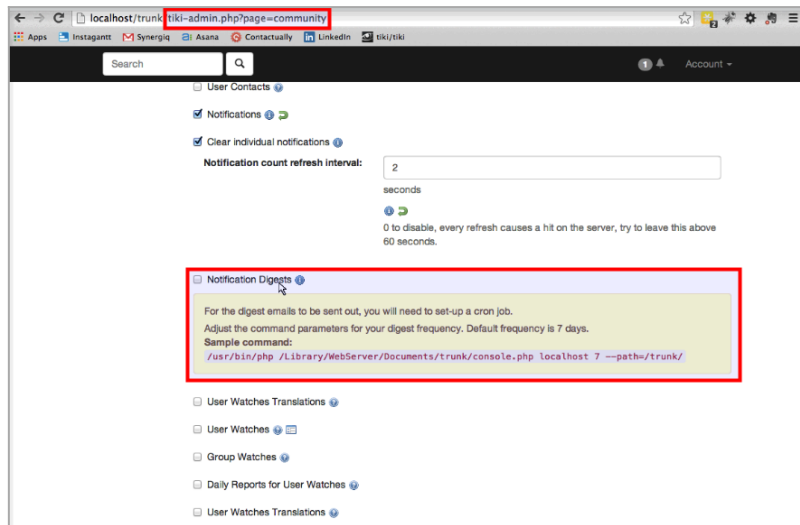 localhost/trunk/tiki-admin.php?page=community
2
Apps Instagantt Synergiq Asana Contactually LinkedIn tiki/tiki
Search
1
Account
User Contacts
Notifications
Clear individual notifications
Notification count refresh interval:
2
seconds
0 to disable, every refresh causes a hit on the server, try to leave this above
60 seconds.
Notification Digests
For the digest emails to be sent out, you will need to set-up a cron job.
Adjust the command parameters for your digest frequency. Default frequency is 7 days.
Sample command:
/usr/bin/php /Library/WebServer/Documents/trunk/console.php localhost 7 --path=/trunk/
User Watches Translations
User Watches
Group Watches
Daily Reports for User Watches
User Watches Translations